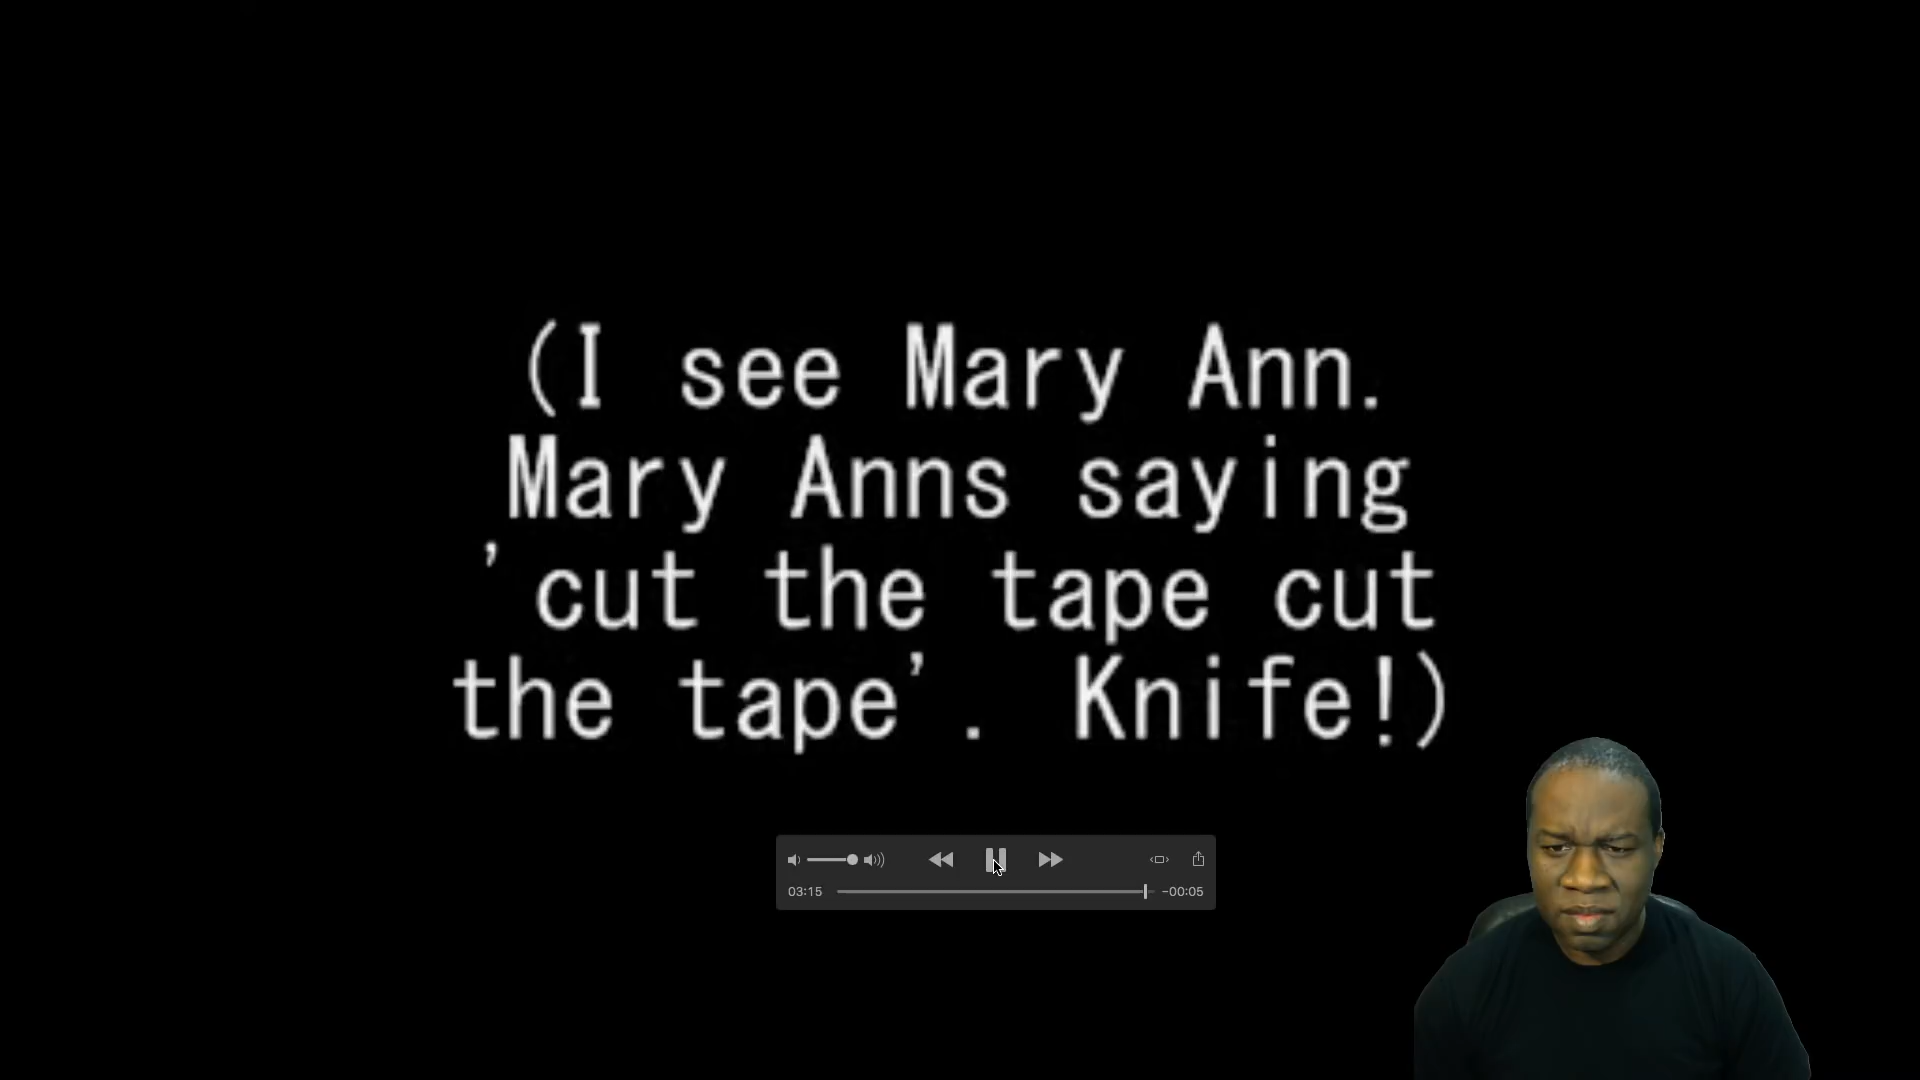 (I see Mary Ann.
Mary Anns saying
'cut the tape cut
the tape'. Knife!)
03:15
-00:05